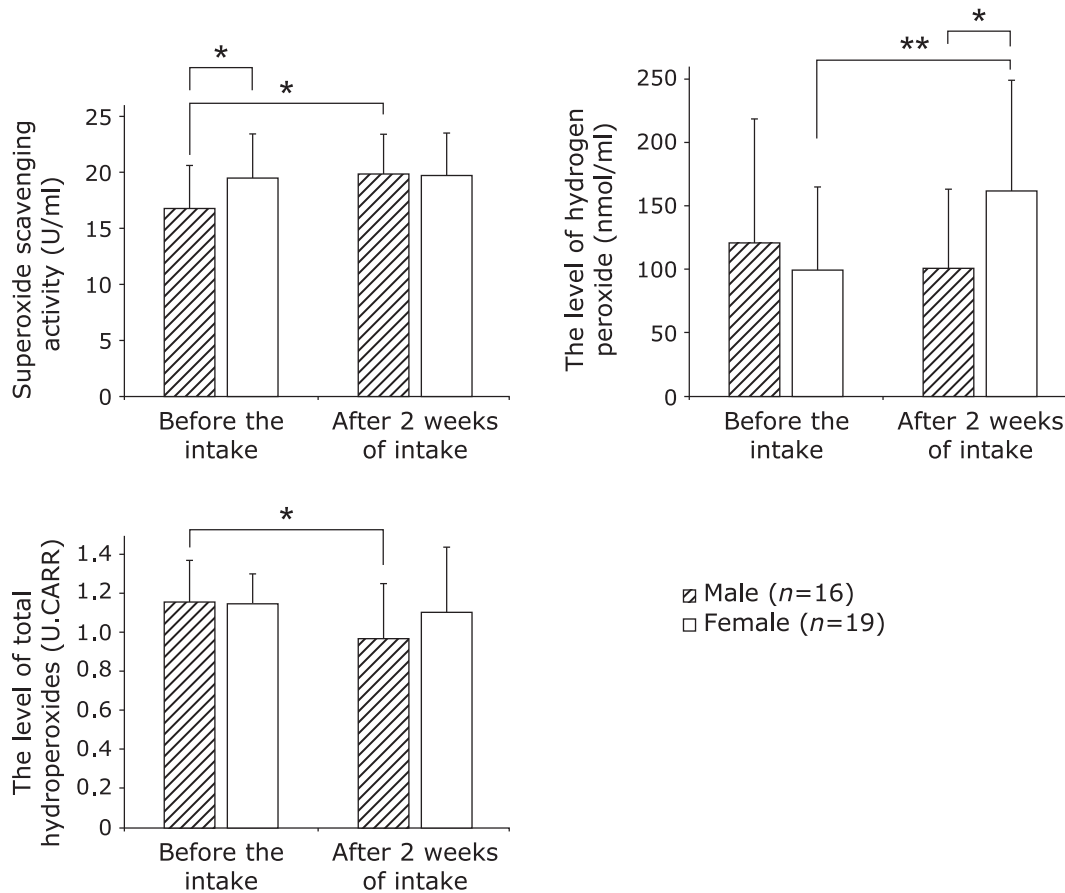 *
*
Superoxide scavenging
activity (U/ml)
25
20
15
10
5
0
Before the
intake
After 2 weeks
of intake
*
**
The level of hydrogen
peroxide (nmol/ml)
250
200
150
100
50
0
Before the
intake
After 2 weeks
of intake
*
The level of total
hydroperoxides (U.CARR)
1.4
1.2
1.0
0.8
0.6
0.4
0.2
0
Before the
intake
After 2 weeks
of intake
Male (n=16)
Female (n=19)